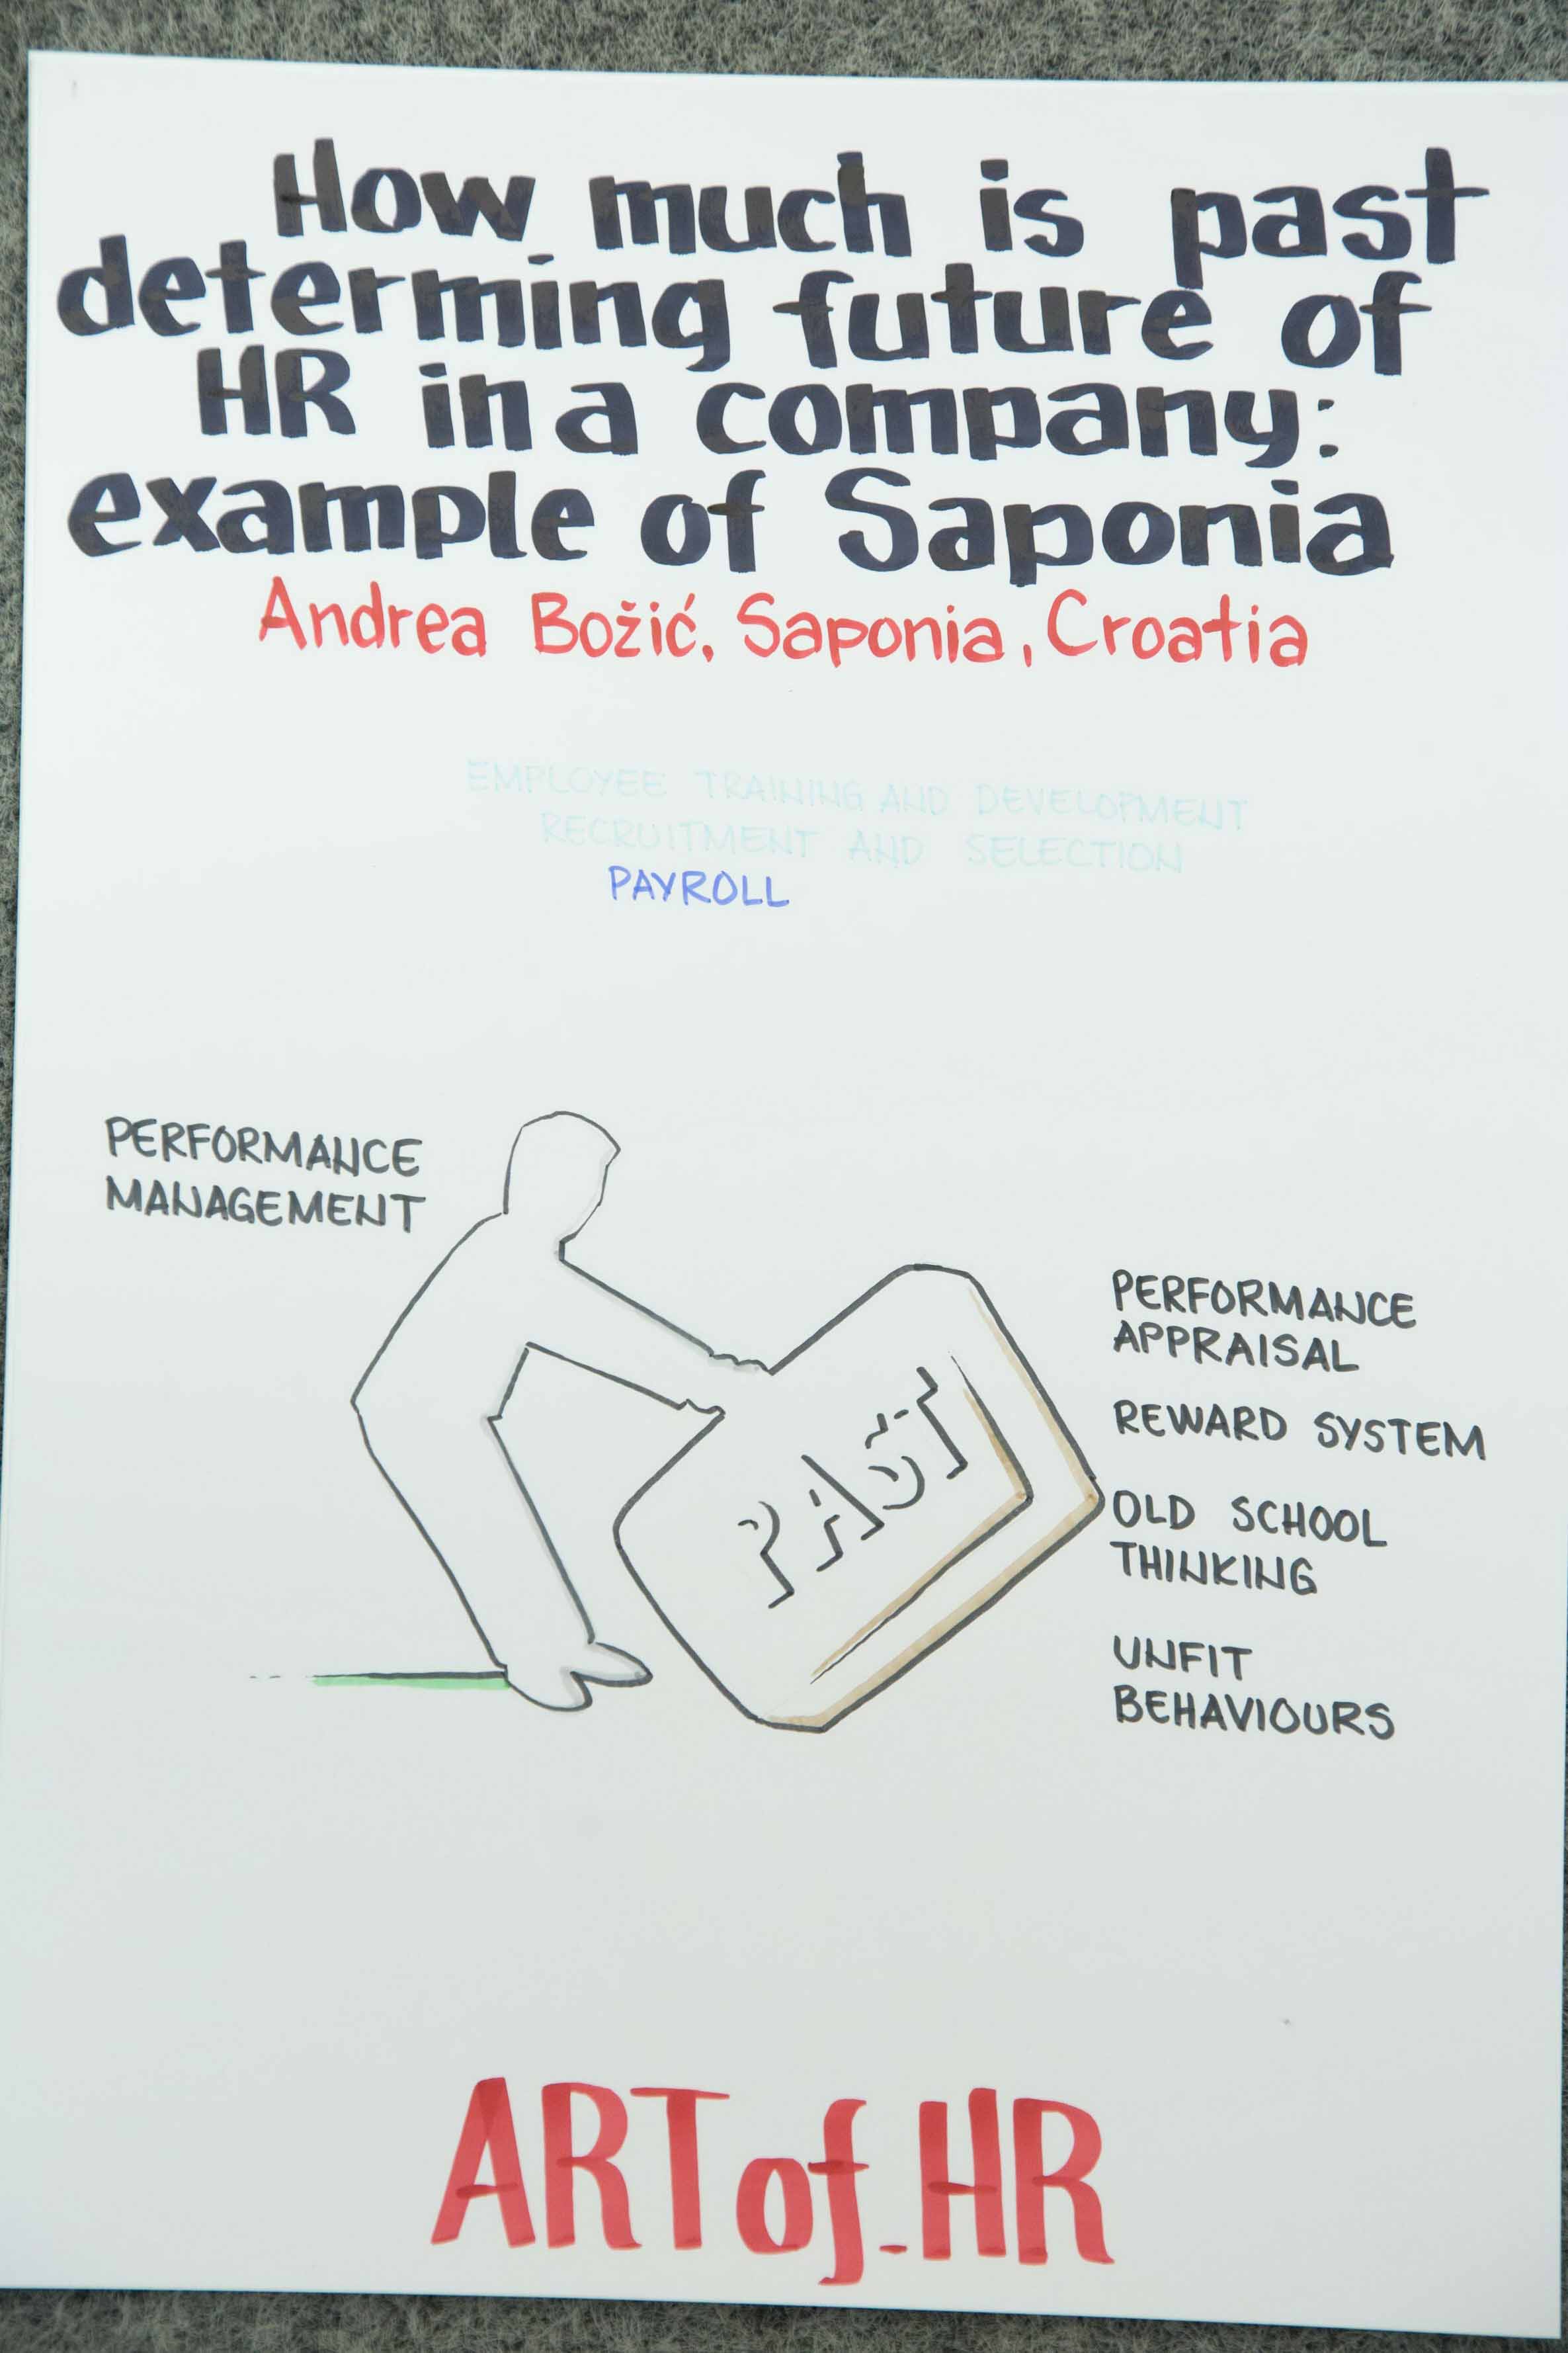 How much is past
determing future of
HR in a company:
example of Saponia
Andrea Božić, Saponia, Croatia
EMPLOYEE TRAINING AND DEVELOPMENT
RECRUITMENT AND SELECTION
PAYROLL
PERFORMANCE
MANAGEMENT
PAST
PERFORMANCE
APPRAISAL
REWARD SYSTEM
OLD SCHOOL
THINKING
UNFIT
BEHAVIOURS
ART of HR